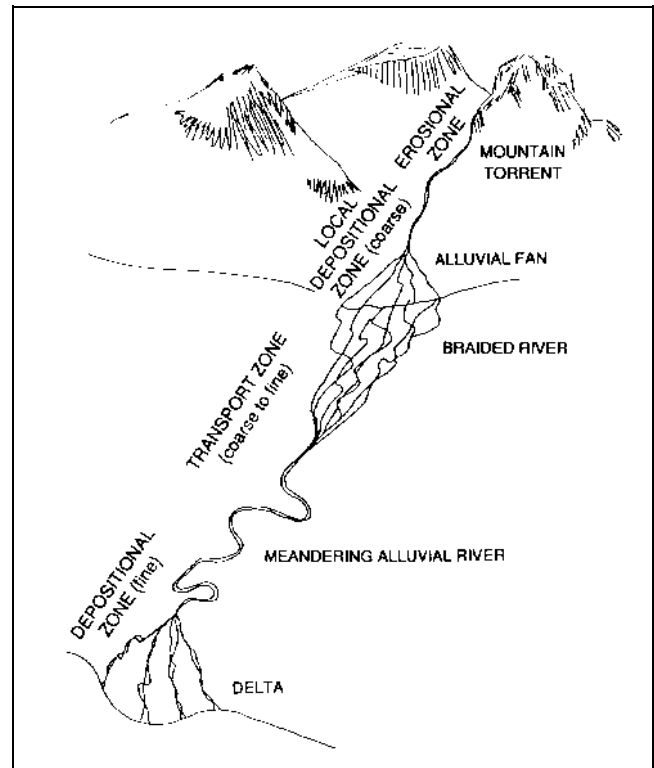 EROSIONAL
ZONE
MOUNTAIN
TORRENT
LOCAL
DEPOSITIONAL
ZONE (coarse)
ALLUVIAL FAN
BRAIDED RIVER
TRANSPORT ZONE
(coarse to fine)
MEANDERING ALLUVIAL RIVER
DEPOSITIONAL
ZONE (fine)
DELTA